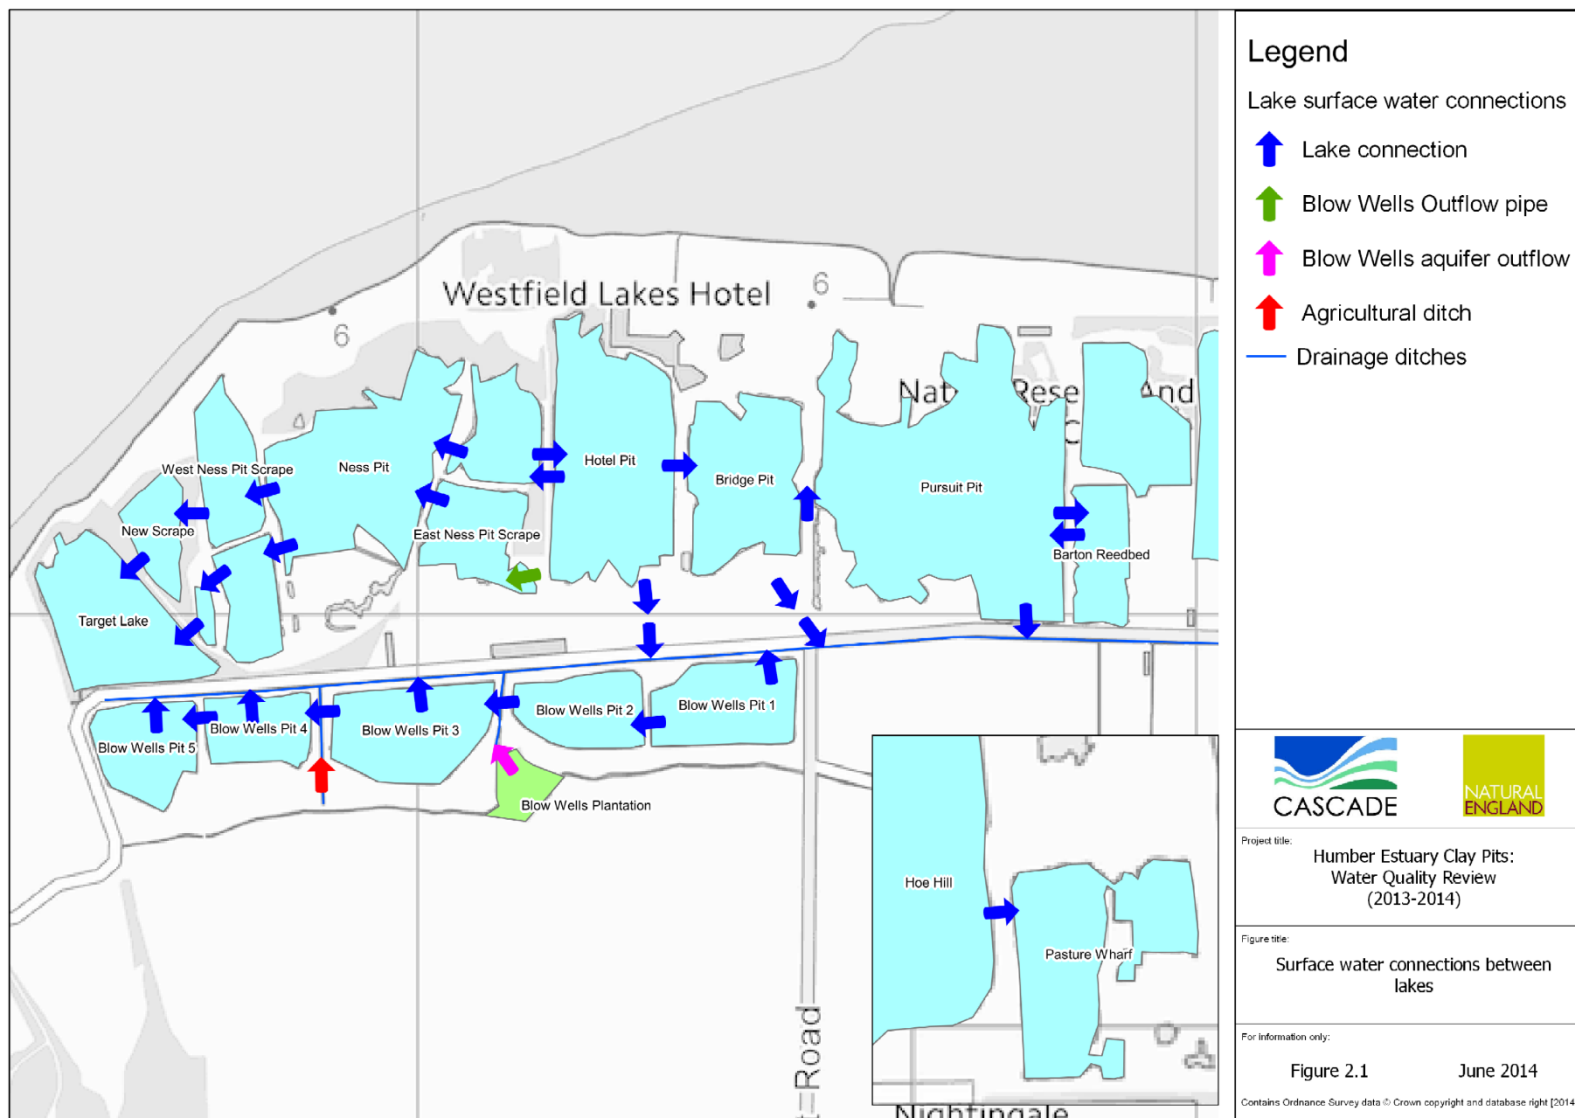 Westfield Lakes Hotel
6
6
Nat
Rese
And
C
West Ness Pit Scrape
Ness Pit
Hotel Pit
Bridge Pit
Pursuit Pit
New Scrape
East Ness Pit Scrape
Barton Reedbed
Target Lake
Blow Wells Pit 1
Blow Wells Pit 2
Blow Wells Pit 3
Blow Wells Pit 4
Blow Wells Pit 5
Blow Wells Plantation
Hoe Hill
Pasture Wharf
t Road
Nightingale
Legend
Lake surface water connections
Lake connection
Blow Wells Outflow pipe
Blow Wells aquifer outflow
Agricultural ditch
Drainage ditches
CASCADE
NATURAL
ENGLAND
Project title:
Humber Estuary Clay Pits:
Water Quality Review
(2013-2014)
Figure title:
Surface water connections between
lakes
For information only:
Figure 2.1 June 2014
Contains Ordnance Survey data © Crown copyright and database right [2014